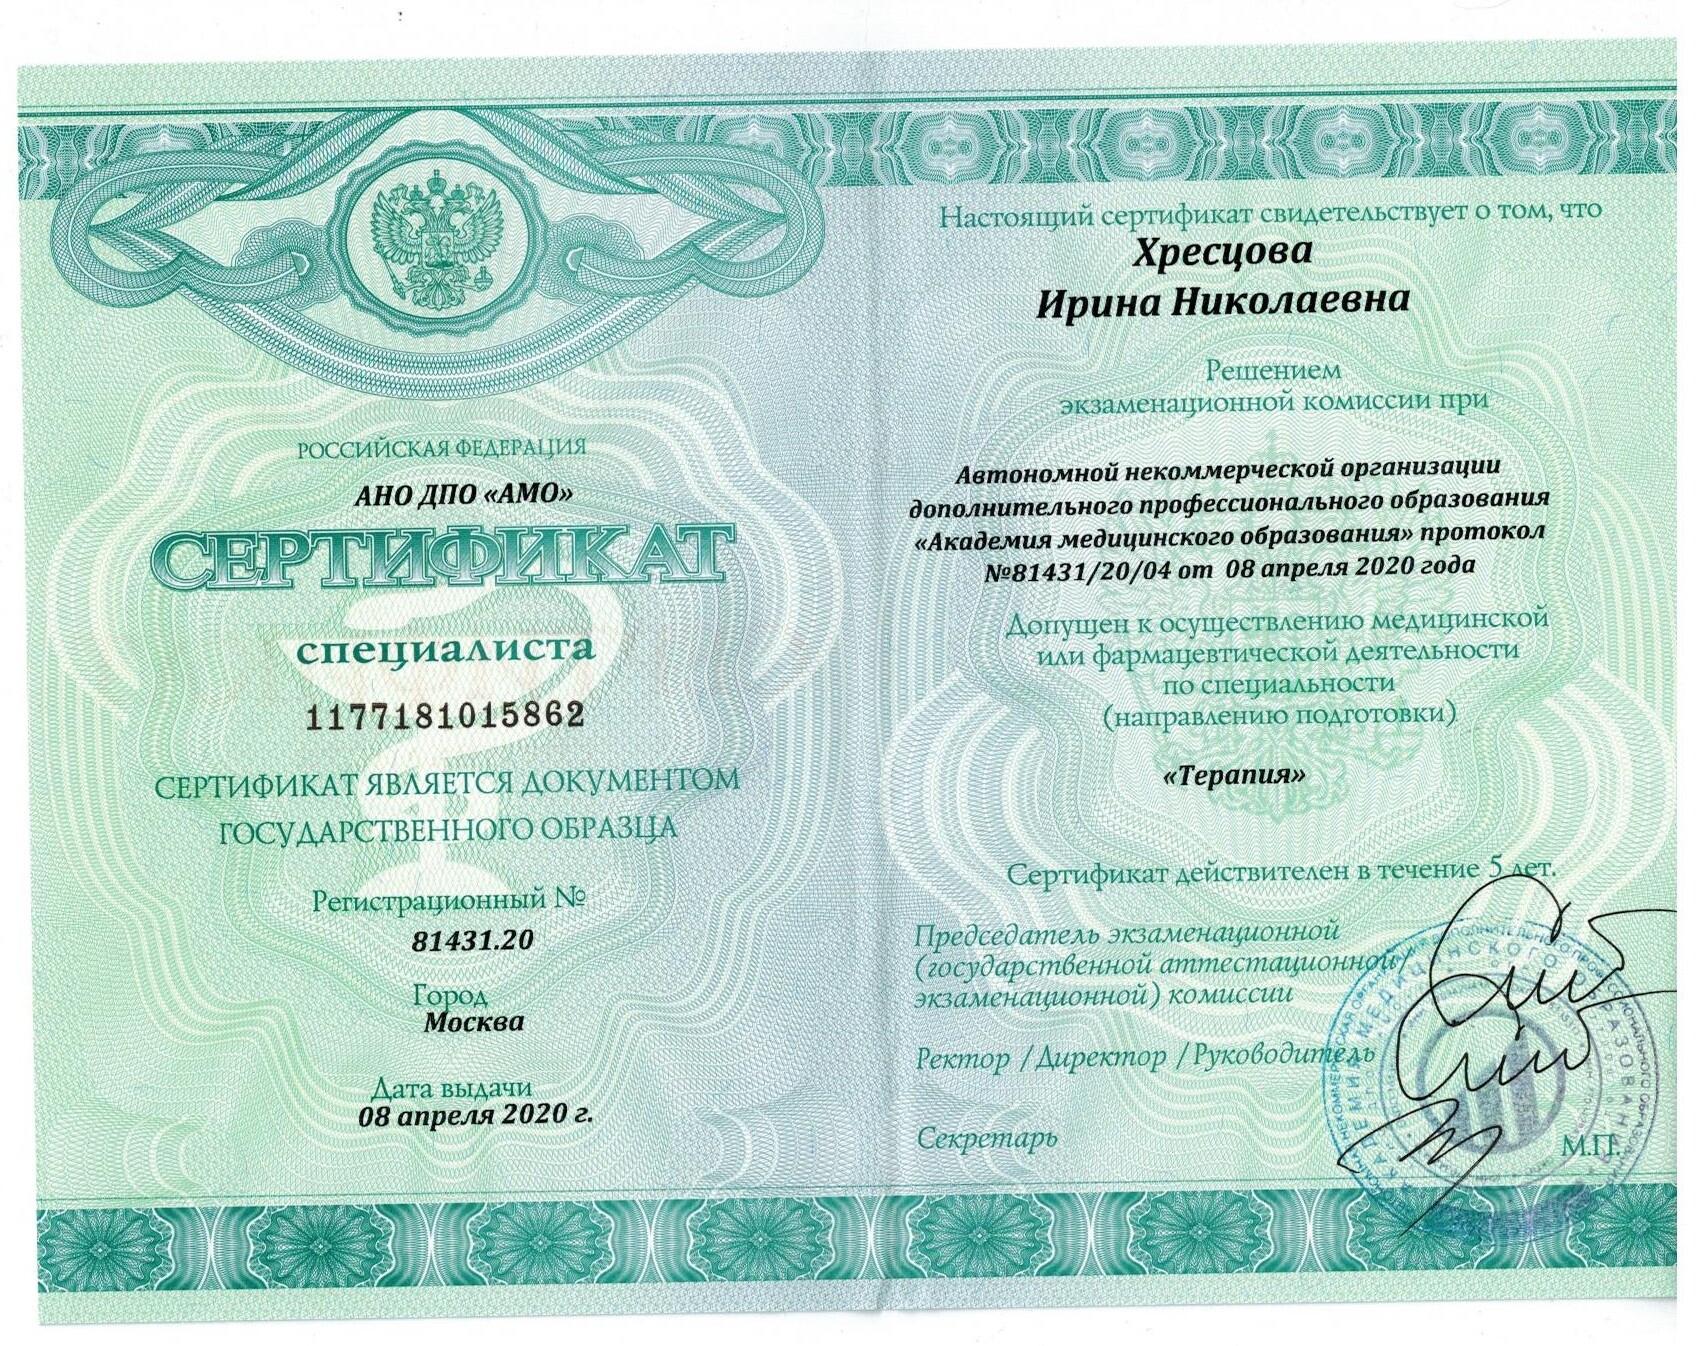 РОССИЙСКАЯ ФЕДЕРАЦИЯ
АНО ДПО «АМО»
СЕРТИФИКАТ
специалиста
1177181015862
СЕРТИФИКАТ ЯВЛЯЕТСЯ ДОКУМЕНТОМ
ГОСУДАРСТВЕННОГО ОБРАЗЦА
Регистрационный №
81431.20
Город
Москва
Дата выдачи
08 апреля 2020 г.
Настоящий сертификат свидетельствует о том, что
Хресцова
Ирина Николаевна
Решением
экзаменационной комиссии при
Автономной некоммерческой организации
дополнительного профессионального образования
«Академия медицинского образования» протокол
№81431/20/04 от 08 апреля 2020 года
Допущен к осуществлению медицинской
или фармацевтической деятельности
по специальности
(направлению подготовки)
«Терапия»
Сертификат действителен в течение 5 лет.
Председатель экзаменационной
(государственной аттестационной/
экзаменационной) комиссии
Ректор /Директор /Руководитель
Секретарь
М.П.
АКАДЕМИЯ МЕДИЦИНСКОГО ОБРАЗОВАНИЯ